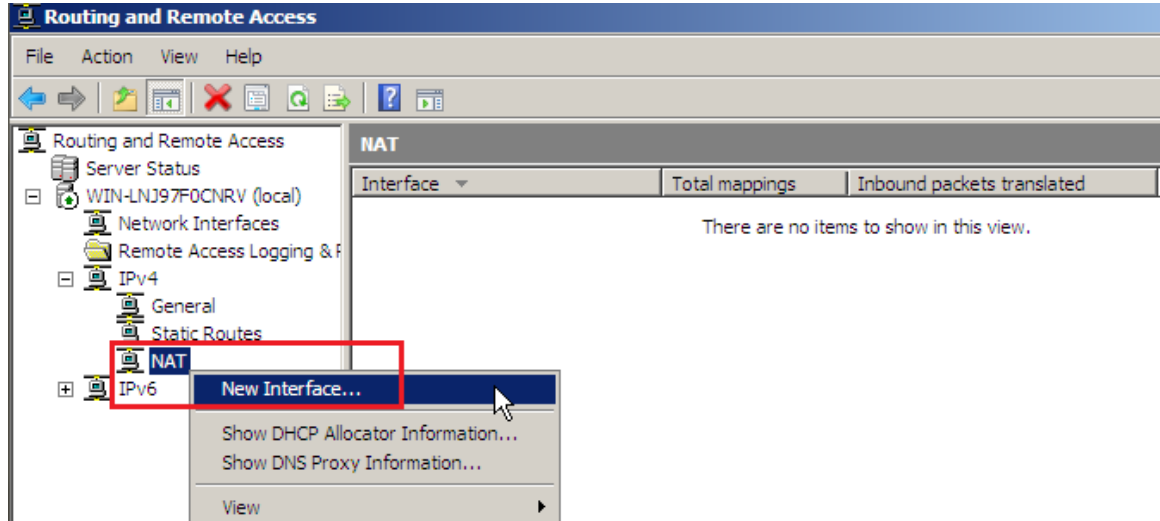 Routing and Remote Access
File Action View Help
Routing and Remote Access
Server Status
WIN-LNJ97F0CNRV (local)
Network Interfaces
Remote Access Logging &
IPv4
General
Static Routes
NAT
IPv6
NAT
Interface Total mappings Inbound packets translated
There are no items to show in this view.
New Interface...
Show DHCP Allocator Information...
Show DNS Proxy Information...
View